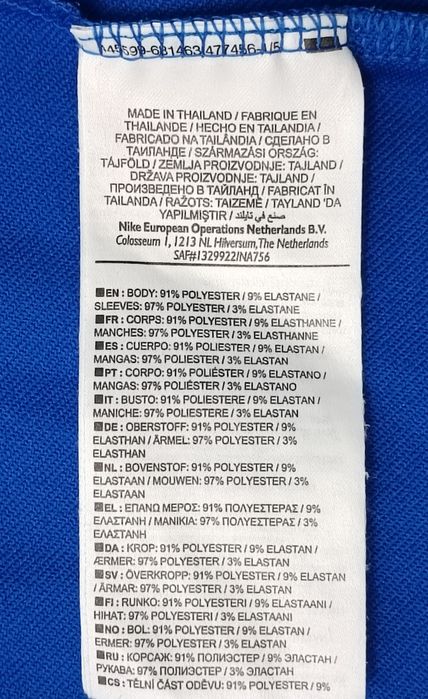 MADE IN THAILAND / FABRIQUE EN
THAILANDE / HECHO EN TAILANDIA /
FABRICADO NA TAILÂNDIA / СДЕЛАНО В
ТАИЛАНДЕ / SZÁRMAZÁSI ORSZÁG:
TÁJFÖLD / ZEMLJA PROIZVODNJE: TAJLAND /
DRŽAVA PROIZVODNJE: TAJLAND /
ПРОИЗВЕДЕНО В ТАЙЛАНД / FABRICAT ÎN
TAILANDA / RAŽOTS: TAIZEMĒ / TAYLAND 'DA
YAPILMIŞTIR / صنع في تايلند
Nike European Operations Netherlands B.V.
Colosseum 1, 1213 NL Hilversum, The Netherlands
SAF#1329922/NA756
EN : BODY: 91% POLYESTER / 9% ELASTANE /
SLEEVES: 97% POLYESTER / 3% ELASTANE
FR : CORPS: 91% POLYESTER / 9% ELASTHANNE /
MANCHES: 97% POLYESTER / 3% ELASTHANNE
ES : CUERPO: 91% POLIESTER / 9% ELASTAN /
MANGAS: 97% POLIESTER / 3% ELASTAN
PT : CORPO: 91% POLIÉSTER / 9% ELASTANO /
MANGAS: 97% POLIÉSTER / 3% ELASTANO
IT : BUSTO: 91% POLIESTERE / 9% ELASTAN /
MANICHE: 97% POLIESTERE / 3% ELASTAN
DE : OBERSTOFF: 91% POLYESTER / 9%
ELASTHAN / ÄRMEL: 97% POLYESTER / 3%
ELASTHAN
NL : BOVENSTOF: 91% POLYESTER / 9%
ELASTAAN / MOUWEN: 97% POLYESTER / 3%
ELASTAAN
EL : ΕΠΑΝΩ ΜΕΡΟΣ: 91% ΠΟΛΥΕΣΤΕΡΑΣ / 9%
ΕΛΑΣΤΑΝΗ / ΜΑΝΙΚΙΑ: 97% ΠΟΛΥΕΣΤΕΡΑΣ / 3%
ΕΛΑΣΤΑΝΗ
DA : KROP: 91% POLYESTER / 9% ELASTAN /
ÆRMER: 97% POLYESTER / 3% ELASTAN
SV : ÖVERKROPP: 91% POLYESTER / 9% ELASTAN
/ ÄRMAR: 97% POLYESTER / 3% ELASTAN
FI : RUNKO: 91% POLYESTERI / 9% ELASTAANI /
HIHAT: 97% POLYESTERI / 3% ELASTAANI
NO : BOL: 91% POLYESTER / 9% ELASTAN /
ERMER: 97% POLYESTER / 3% ELASTAN
RU : КОРСАЖ: 91% ПОЛИЭСТЕР / 9% ЭЛАСТАН /
РУКАВА: 97% ПОЛИЭСТЕР / 3% ЭЛАСТАН
CS : TĚLNÍ ČÁST ODĚVU: 91% POLYESTER / 9%